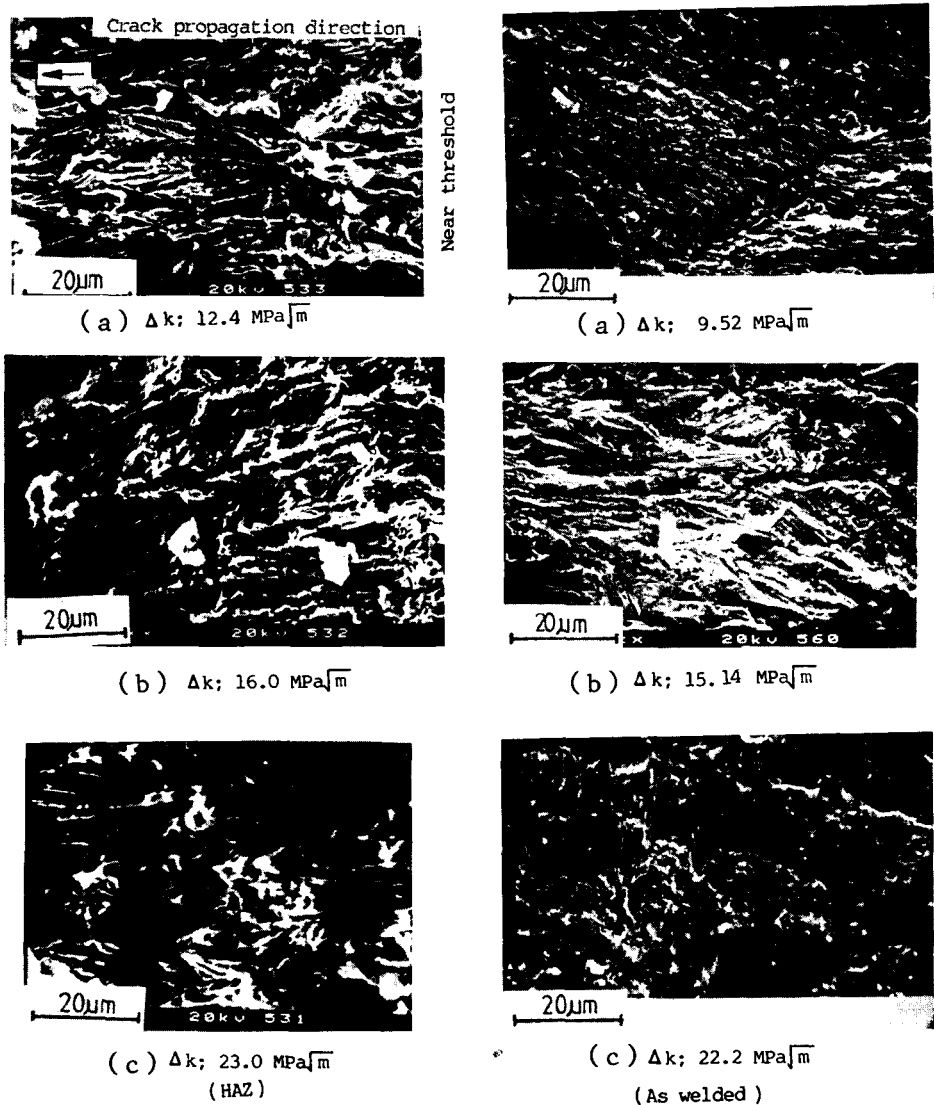 Crack propagation direction
Near threshold
20µm
20kv 533
(a) Δk; 12.4 MPa√m
20µm
(a) Δk; 9.52 MPa√m
20µm
20kv 532
(b) Δk; 16.0 MPa√m
20µm
EX 20kv 560
(b) Δk; 15.14 MPa√m
20µm
20kv 531
(c) Δk; 23.0 MPa√m
(HAZ)
20µm
(c) Δk; 22.2 MPa√m
(As welded)